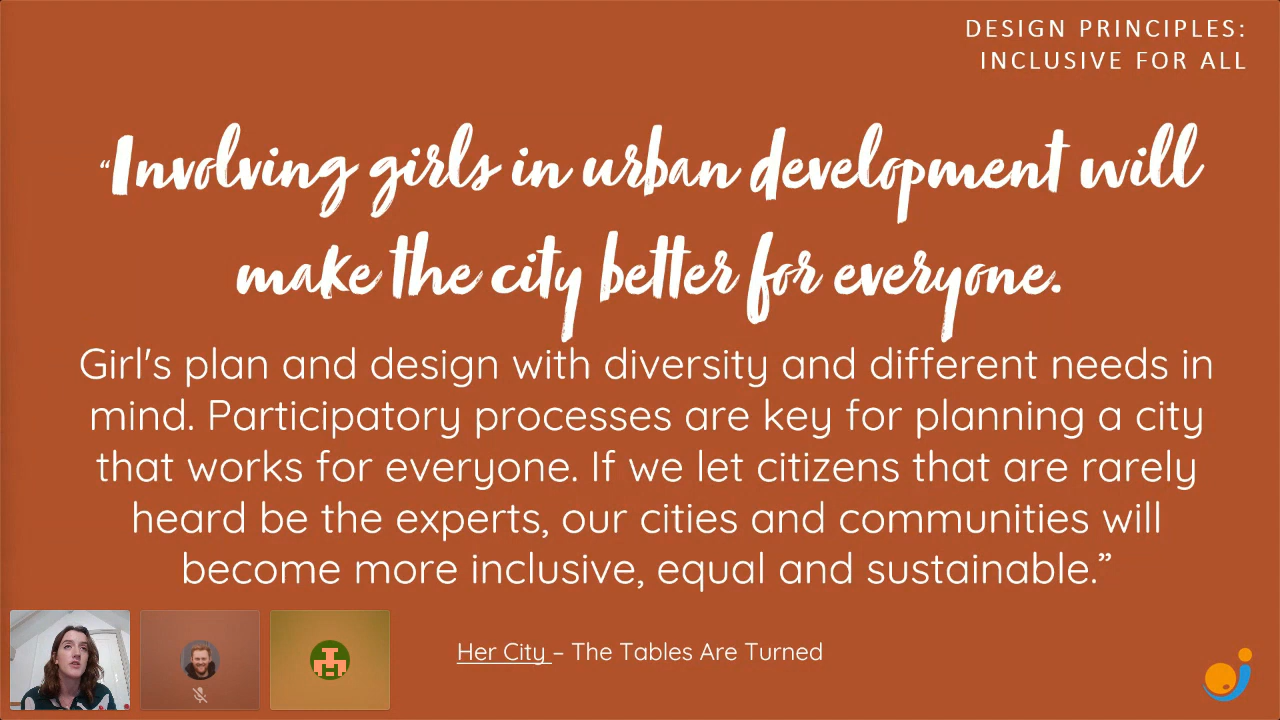 DESIGN PRINCIPLES:
INCLUSIVE FOR ALL
“Involving girls in urban development will
make the city better for everyone.
Girl's plan and design with diversity and different needs in
mind. Participatory processes are key for planning a city
that works for everyone. If we let citizens that are rarely
heard be the experts, our cities and communities will
become more inclusive, equal and sustainable.”
Her City – The Tables Are Turned